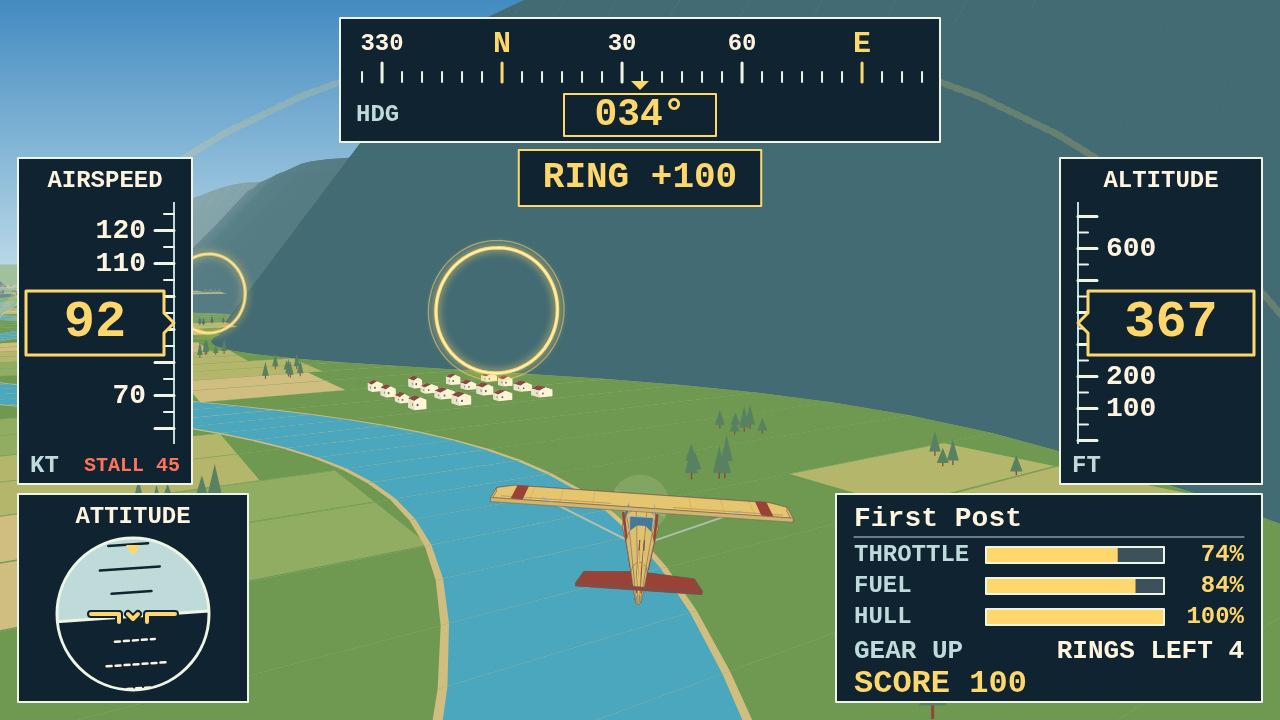 330 N 30 60 E
HDG 034°
RING +100
AIRSPEED
120
110
92
70
KT STALL 45
ALTITUDE
600
367
200
100
FT
ATTITUDE
First Post
THROTTLE 74%
FUEL 84%
HULL 100%
GEAR UP RINGS LEFT 4
SCORE 100